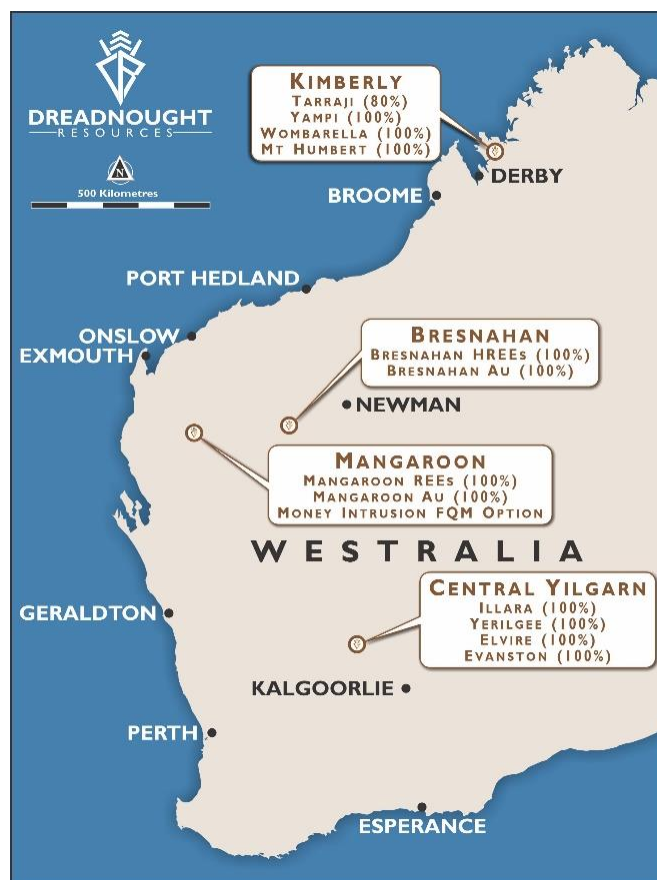 DREADNOUGHT
RESOURCES
N
500 Kilometres
KIMBERLY
TARRAJI (80%)
YAMPI (100%)
WOMBARELLA (100%)
MT HUMBERT (100%)
DERBY
BROOME
PORT HEDLAND
ONSLOW
EXMOUTH
BRESNAHAN
BRESNAHAN HREES (100%)
BRESNAHAN AU (100%)
NEWMAN
MANGAROON
MANGAROON REES (100%)
MANGAROON AU (100%)
MONEY INTRUSION FQM OPTION
WESTRALIA
CENTRAL YILGARN
ILLARA (100%)
YERILGEE (100%)
ELVIRE (100%)
EVANSTON (100%)
GERALDTON
KALGOORLIE
PERTH
ESPERANCE